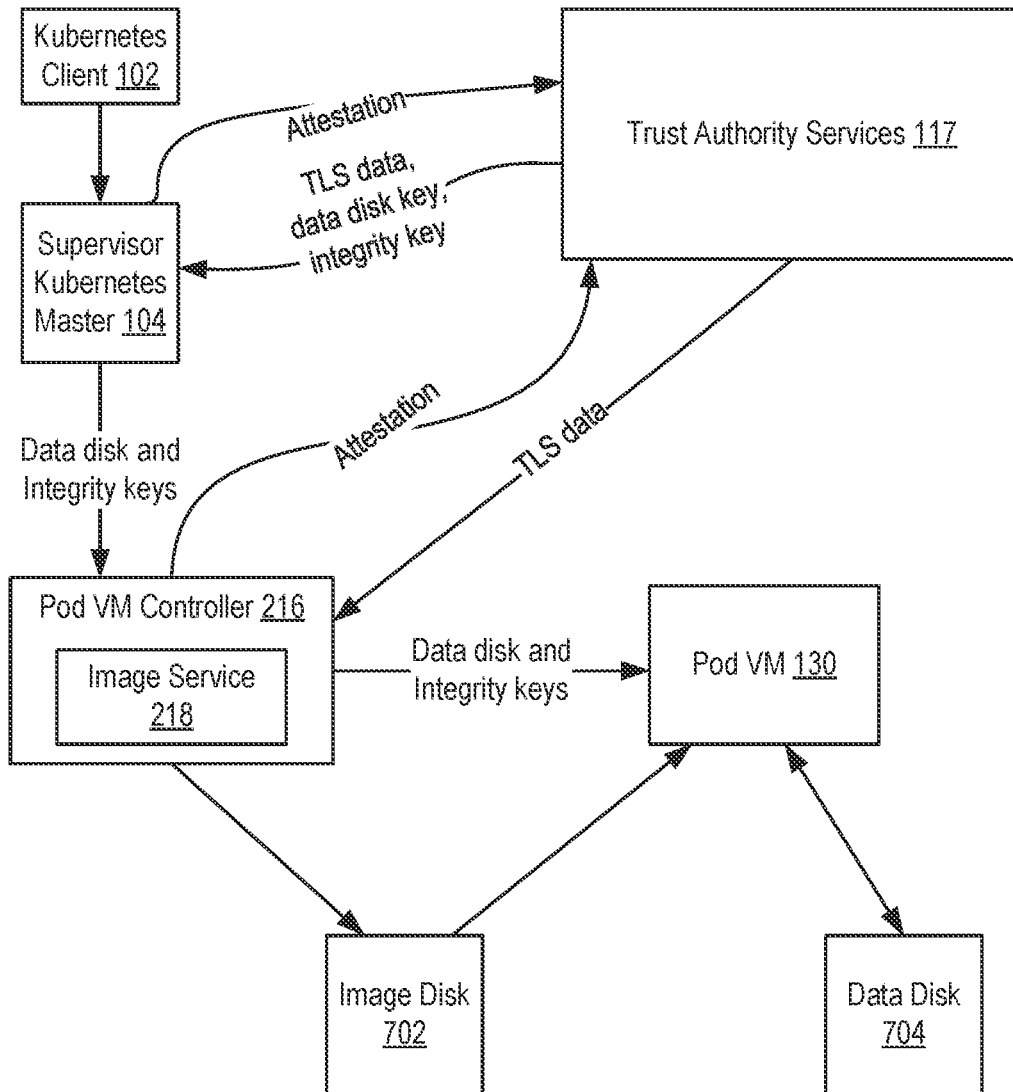 Kubernetes
Client 102
Attestation
Trust Authority Services 117
TLS data,
data disk key,
integrity key
Supervisor
Kubernetes
Master 104
Attestation
TLS data
Data disk and
Integrity keys
Pod VM Controller 216
Image Service
218
Data disk and
Integrity keys
Pod VM 130
Image Disk
702
Data Disk
704